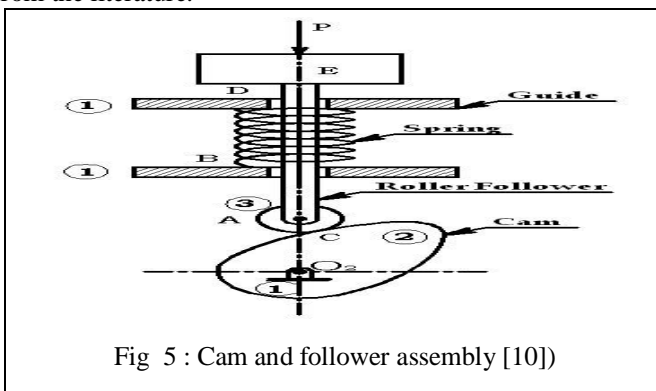 rom the literature.
P
E
D
1
Guide
Spring
B
1
Roller Follower
3
A
Cam
C
2
O2
1
Fig 5 : Cam and follower assembly [10])